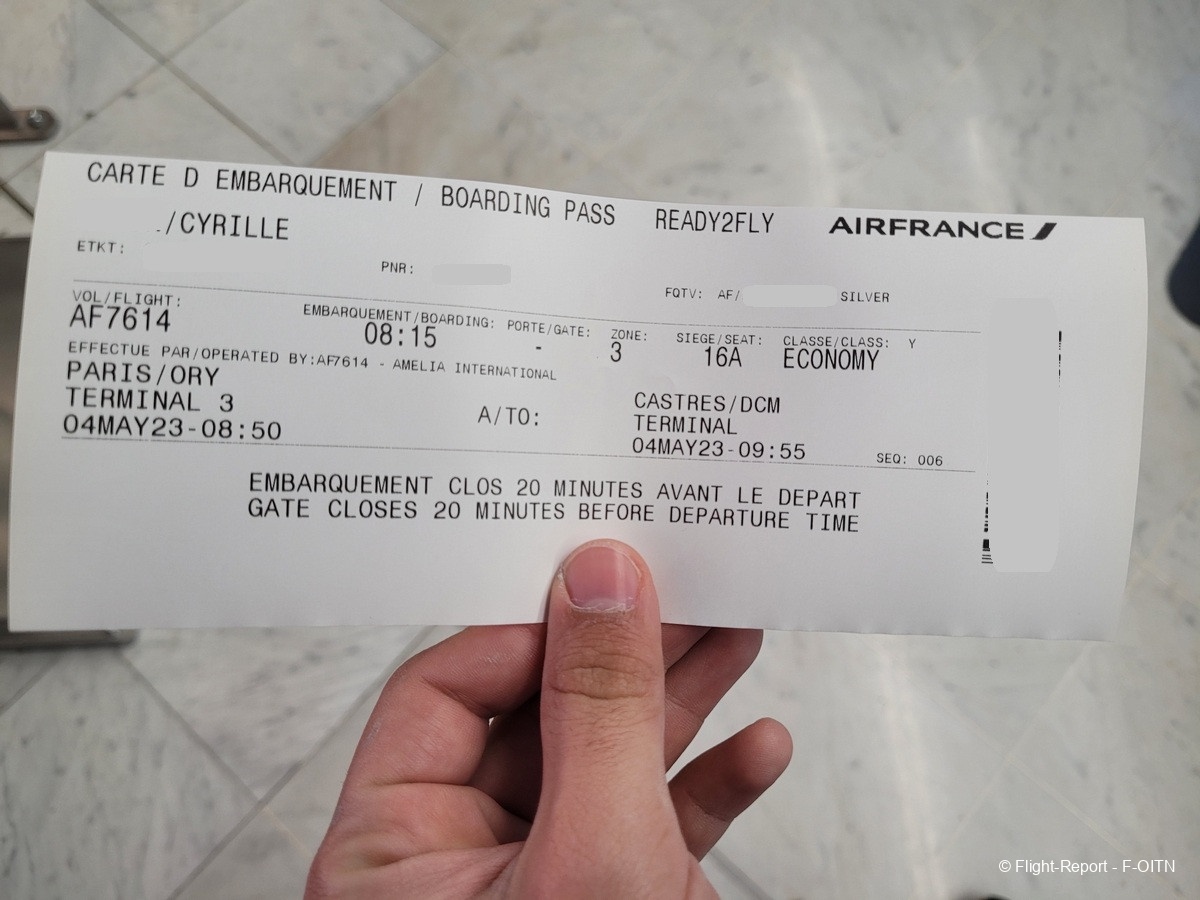 CARTE D EMBARQUEMENT / BOARDING PASS READY2FLY AIRFRANCE
/CYRILLE
ETKT:
PNR:
FQTV: AF/ SILVER
VOL/FLIGHT: EMBARQUEMENT/BOARDING: PORTE/GATE: ZONE: SIEGE/SEAT: CLASSE/CLASS: Y
AF7614 08:15 - 3 16A ECONOMY
EFFECTUE PAR/OPERATED BY:AF7614 - AMELIA INTERNATIONAL
PARIS/ORY A/TO: CASTRES/DCM
TERMINAL 3 TERMINAL
04MAY23-08:50 04MAY23-09:55 SEQ: 006
EMBARQUEMENT CLOS 20 MINUTES AVANT LE DEPART
GATE CLOSES 20 MINUTES BEFORE DEPARTURE TIME
© Flight-Report - F-OITN